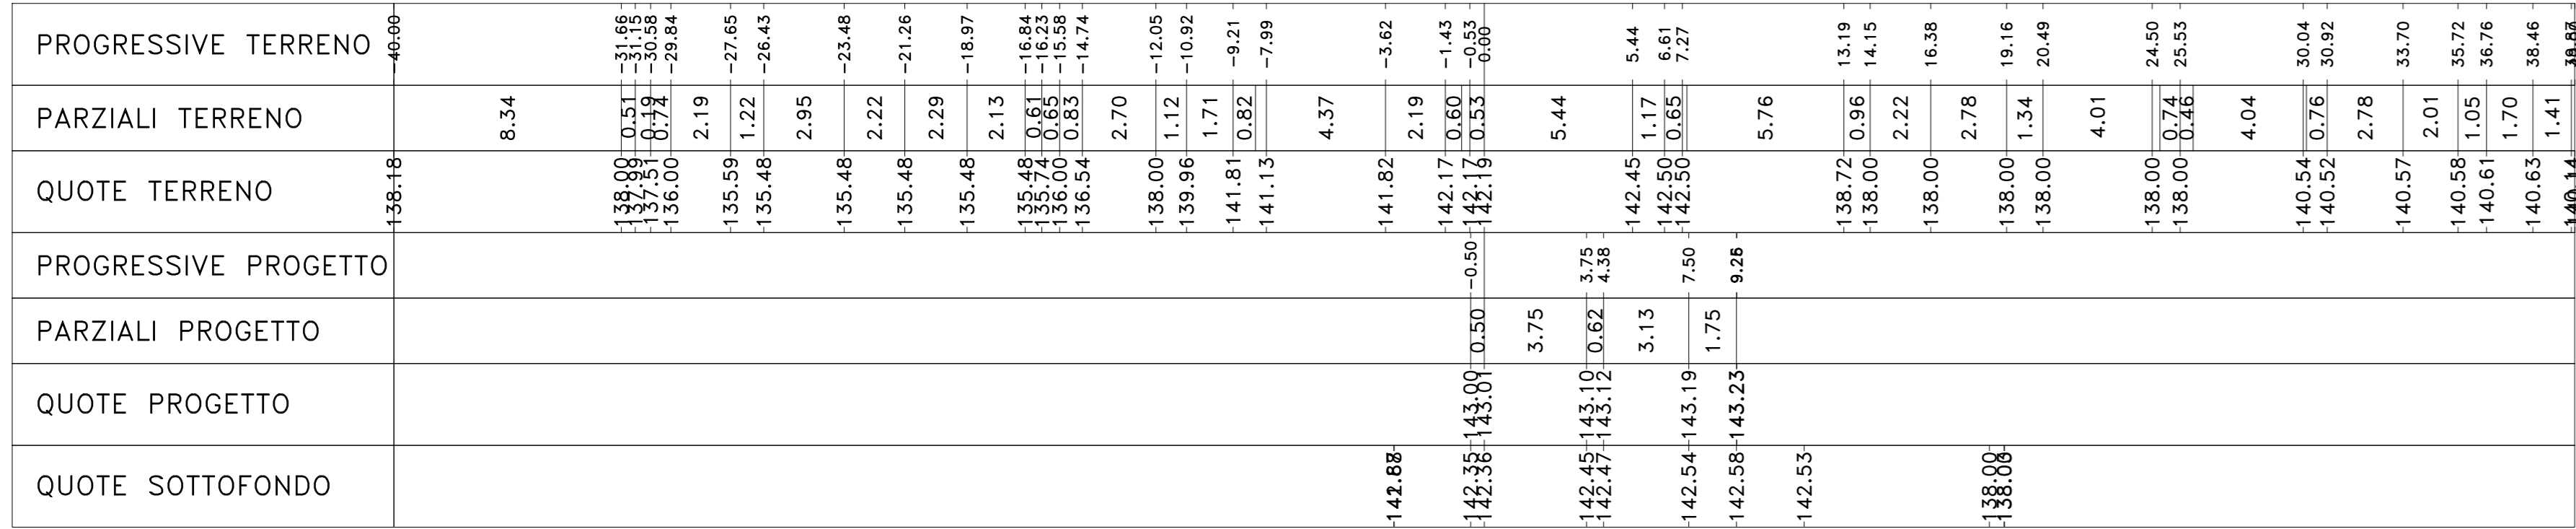 PROGRESSIVE TERRENO -40.00 -31.66 -31.15 -30.58 -29.84 -27.65 -26.43 -23.48 -21.26 -18.97 -16.84 -16.23 -15.58 -14.74 -12.05 -10.92 -9.21 -7.99 -3.62 -1.43 -0.53 0.00 5.44 6.61 7.27 13.19 14.15 16.38 19.16 20.49 24.50 25.53 30.04 30.92 33.70 35.72 36.76 38.46
PARZIALI TERRENO 8.34 0.51 0.19 0.74 2.19 1.22 2.95 2.22 2.29 2.13 0.61 0.65 0.83 2.70 1.12 1.71 0.82 4.37 2.19 0.60 0.53 5.44 1.17 0.65 5.76 0.96 2.22 2.78 1.34 4.01 0.74 0.46 4.04 0.76 2.78 2.01 1.05 1.70 1.41
QUOTE TERRENO 138.18 138.00 137.99 137.51 136.00 135.59 135.48 135.48 135.48 135.48 135.48 135.74 136.00 136.54 138.00 139.96 141.81 141.13 141.82 142.17 142.17 142.19 142.45 142.50 142.50 138.72 138.00 138.00 138.00 138.00 138.00 138.00 140.54 140.52 140.57 140.58 140.61 140.63
PROGRESSIVE PROGETTO -0.50 3.75 4.38 7.50
PARZIALI PROGETTO 0.50 3.75 0.62 3.13 1.75
QUOTE PROGETTO 143.00 143.01 143.10 143.12 143.19 143.23
QUOTE SOTTOFONDO 142.35 142.36 142.45 142.47 142.54 142.58 142.53 138.00